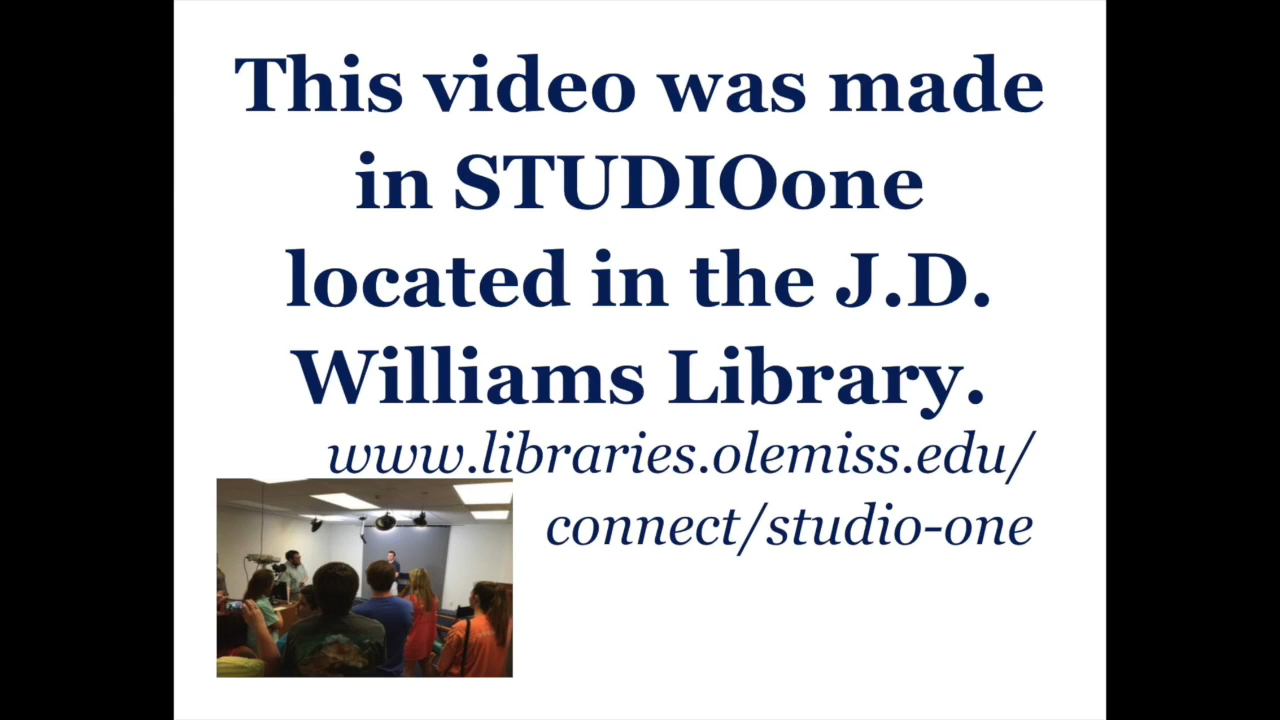 This video was made
in STUDIOone
located in the J.D.
Williams Library.
www.libraries.olemiss.edu/
connect/studio-one